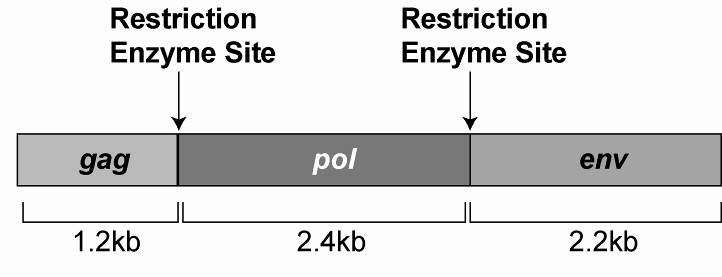 Restriction
Enzyme Site
Restriction
Enzyme Site
gag
pol
env
1.2kb
2.4kb
2.2kb